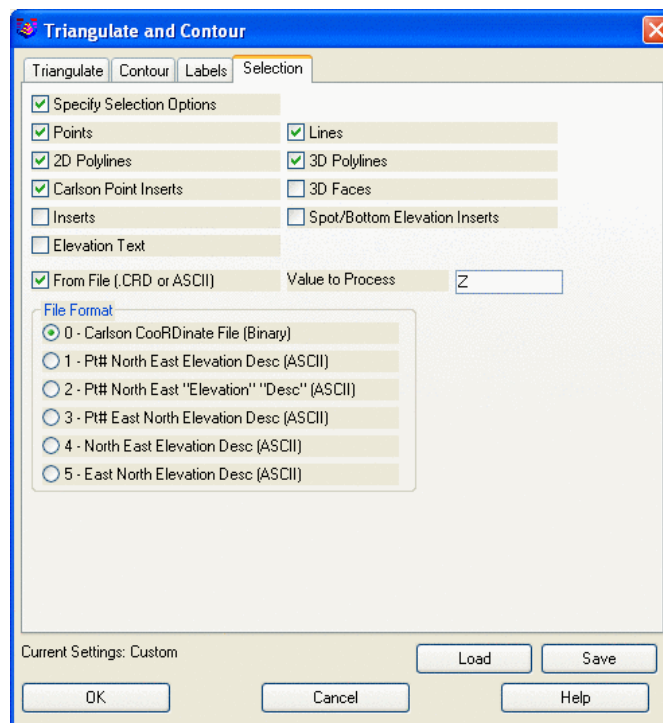 Triangulate and Contour
Triangulate Contour Labels Selection
Specify Selection Options
Points Lines
2D Polylines 3D Polylines
Carlson Point Inserts 3D Faces
Inserts Spot/Bottom Elevation Inserts
Elevation Text
From File (.CRD or ASCII) Value to Process Z
File Format
0 - Carlson CooRDinate File (Binary)
1 - Pt# North East Elevation Desc (ASCII)
2 - Pt# North East "Elevation" "Desc" (ASCII)
3 - Pt# East North Elevation Desc (ASCII)
4 - North East Elevation Desc (ASCII)
5 - East North Elevation Desc (ASCII)
Current Settings: Custom Load Save
OK Cancel Help